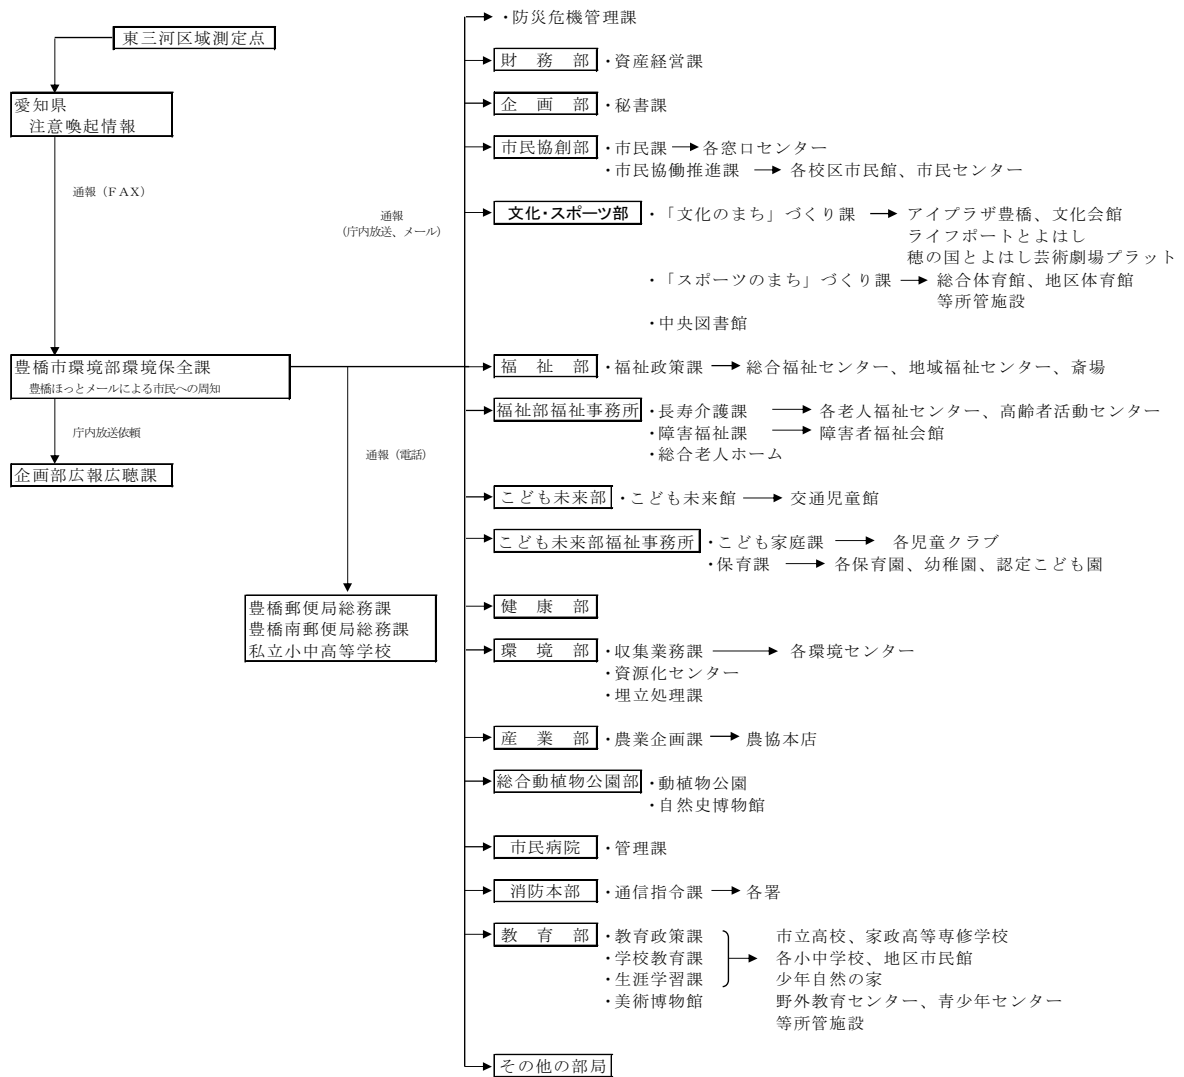 東三河区域測定点
愛知県
注意喚起情報
通報（ＦＡＸ）
豊橋市環境部環境保全課
豊橋ほっとメールによる市民への周知
庁内放送依頼
企画部広報広聴課
通報（電話）
豊橋郵便局総務課
豊橋南郵便局総務課
私立小中高等学校
通報
（庁内放送、メール）
・防災危機管理課
財　務　部 ・資産経営課
企　画　部 ・秘書課
市民協創部 ・市民課 → 各窓口センター
・市民協働推進課 → 各校区市民館、市民センター
文化・スポーツ部 ・「文化のまち」づくり課 → アイプラザ豊橋、文化会館
ライフポートとよはし
穂の国とよはし芸術劇場プラット
・「スポーツのまち」づくり課 → 総合体育館、地区体育館
等所管施設
・中央図書館
福　祉　部 ・福祉政策課 → 総合福祉センター、地域福祉センター、斎場
福祉部福祉事務所 ・長寿介護課 → 各老人福祉センター、高齢者活動センター
・障害福祉課 → 障害者福祉会館
・総合老人ホーム
こども未来部 ・こども未来館 → 交通児童館
こども未来部福祉事務所 ・こども家庭課 → 各児童クラブ
・保育課 → 各保育園、幼稚園、認定こども園
健　康　部
環　境　部 ・収集業務課 → 各環境センター
・資源化センター
・埋立処理課
産　業　部 ・農業企画課 → 農協本店
総合動植物公園部 ・動植物公園
・自然史博物館
市民病院 ・管理課
消防本部 ・通信指令課 → 各署
教　育　部 ・教育政策課 市立高校、家政高等専修学校
・学校教育課 → 各小中学校、地区市民館
・生涯学習課 少年自然の家
・美術博物館 野外教育センター、青少年センター
等所管施設
その他の部局